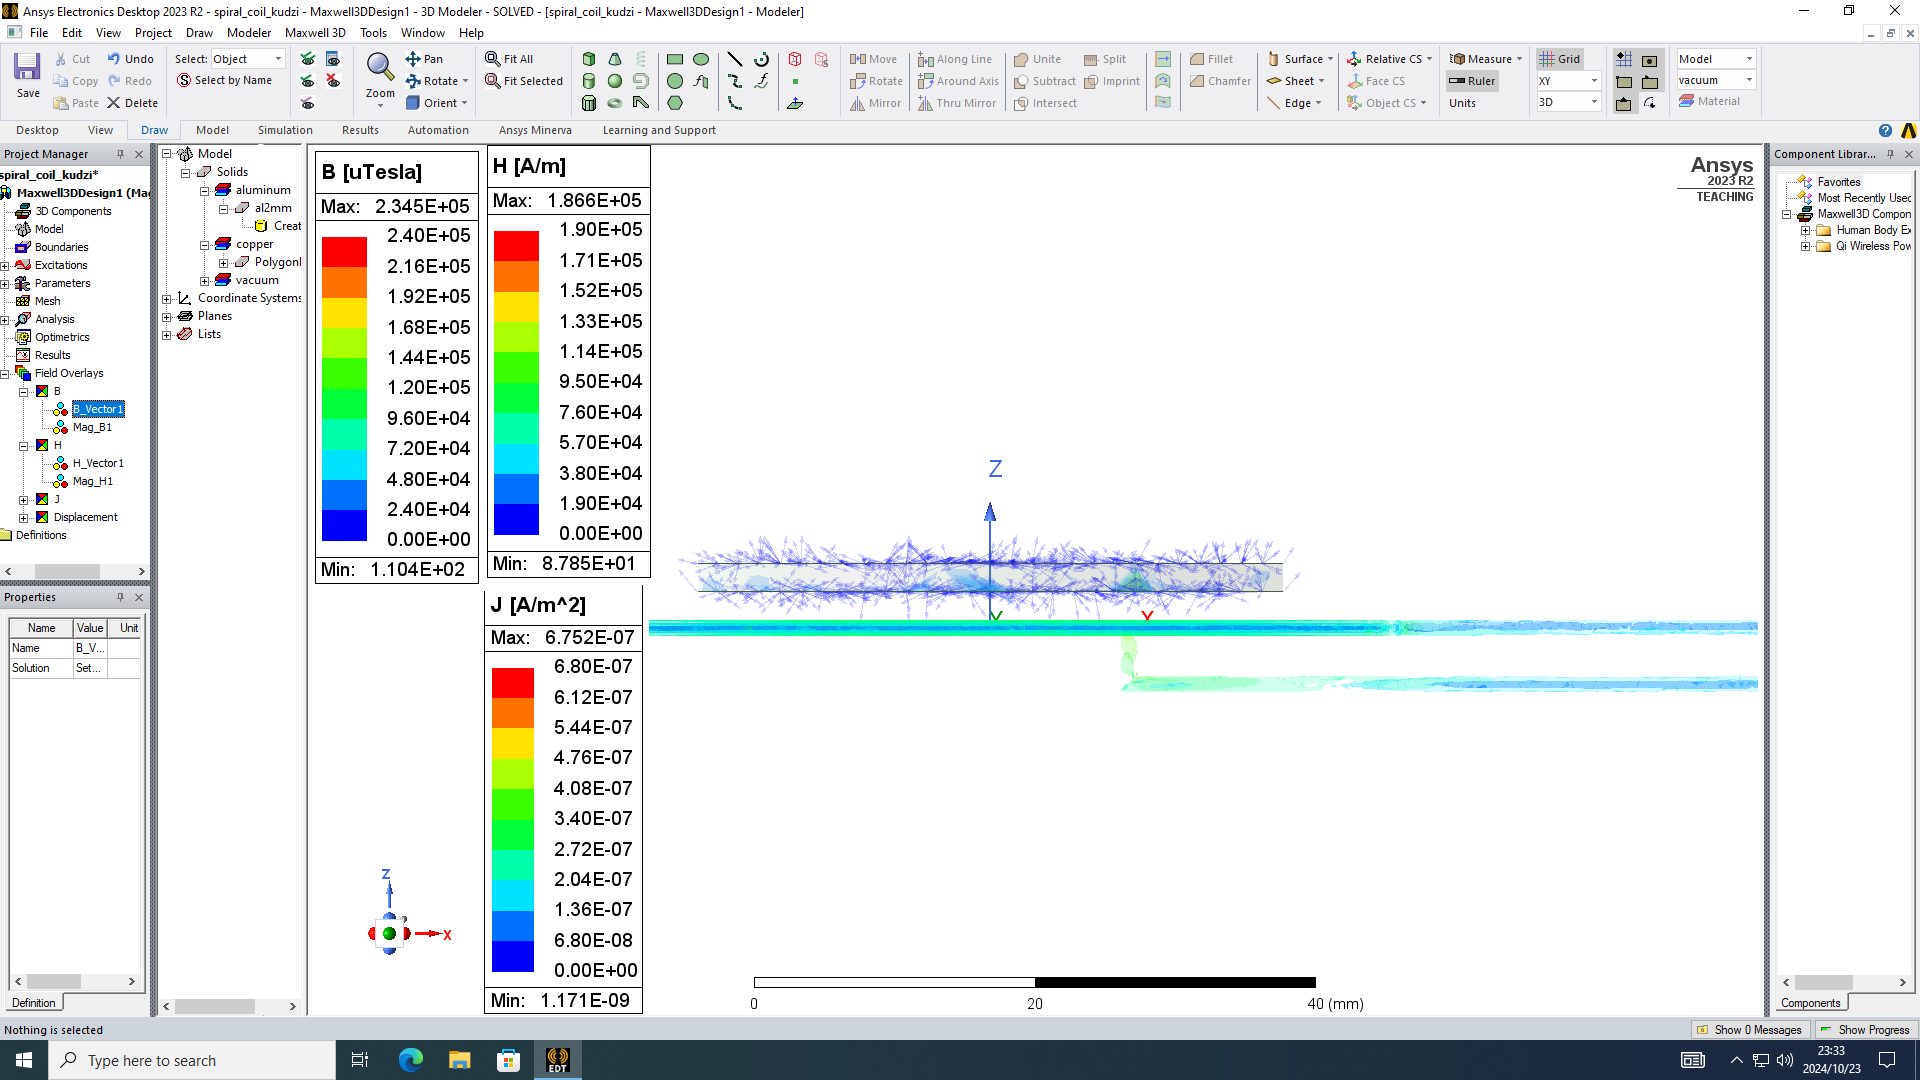 Ansys Electronics Desktop 2023 R2 - spiral_coil_kudzi - Maxwell3DDesign1 - 3D Modeler - SOLVED - [spiral_coil_kudzi - Maxwell3DDesign1 - Modeler]
File Edit View Project Draw Modeler Maxwell 3D Tools Window Help
Save
Cut Undo
Copy Redo
Paste Delete
Select: Object
Select by Name
Zoom
Pan
Rotate
Orient
Fit All
Fit Selected
Move Along Line
Rotate Around Axis
Mirror Thru Mirror
Unite Split
Subtract Imprint
Intersect
Fillet
Chamfer
Surface
Sheet
Edge
Relative CS
Face CS
Object CS
Measure
Ruler
Units
Grid
XY
3D
Model
vacuum
Material
Desktop View Draw Model Simulation Results Automation Ansys Minerva Learning and Support
Project Manager
spiral_coil_kudzi*
Maxwell3DDesign1 (Ma
3D Components
Model
Boundaries
Excitations
Parameters
Mesh
Analysis
Optimetrics
Results
Field Overlays
B
B_Vector1
Mag_B1
H
H_Vector1
Mag_H1
J
Displacement
Definitions
Properties
Name Value Unit
Name B_V...
Solution Set...
Definition
Model
Solids
aluminum
al2mm
Creat
copper
Polygonl
vacuum
Coordinate Systems
Planes
Lists
B [uTesla]
Max: 2.345E+05
2.40E+05
2.16E+05
1.92E+05
1.68E+05
1.44E+05
1.20E+05
9.60E+04
7.20E+04
4.80E+04
2.40E+04
0.00E+00
Min: 1.104E+02
H [A/m]
Max: 1.866E+05
1.90E+05
1.71E+05
1.52E+05
1.33E+05
1.14E+05
9.50E+04
7.60E+04
5.70E+04
3.80E+04
1.90E+04
0.00E+00
Min: 8.785E+01
J [A/m^2]
Max: 6.752E-07
6.80E-07
6.12E-07
5.44E-07
4.76E-07
4.08E-07
3.40E-07
2.72E-07
2.04E-07
1.36E-07
6.80E-08
0.00E+00
Min: 1.171E-09
Ansys
2023 R2
TEACHING
Z
Y
X
Z
X
0 20 40 (mm)
Component Librar...
Favorites
Most Recently Used
Maxwell3D Compon
Human Body Ex
Qi Wireless Pow
Components
Nothing is selected
Show 0 Messages Show Progress
Type here to search
EDT
23:33
2024/10/23